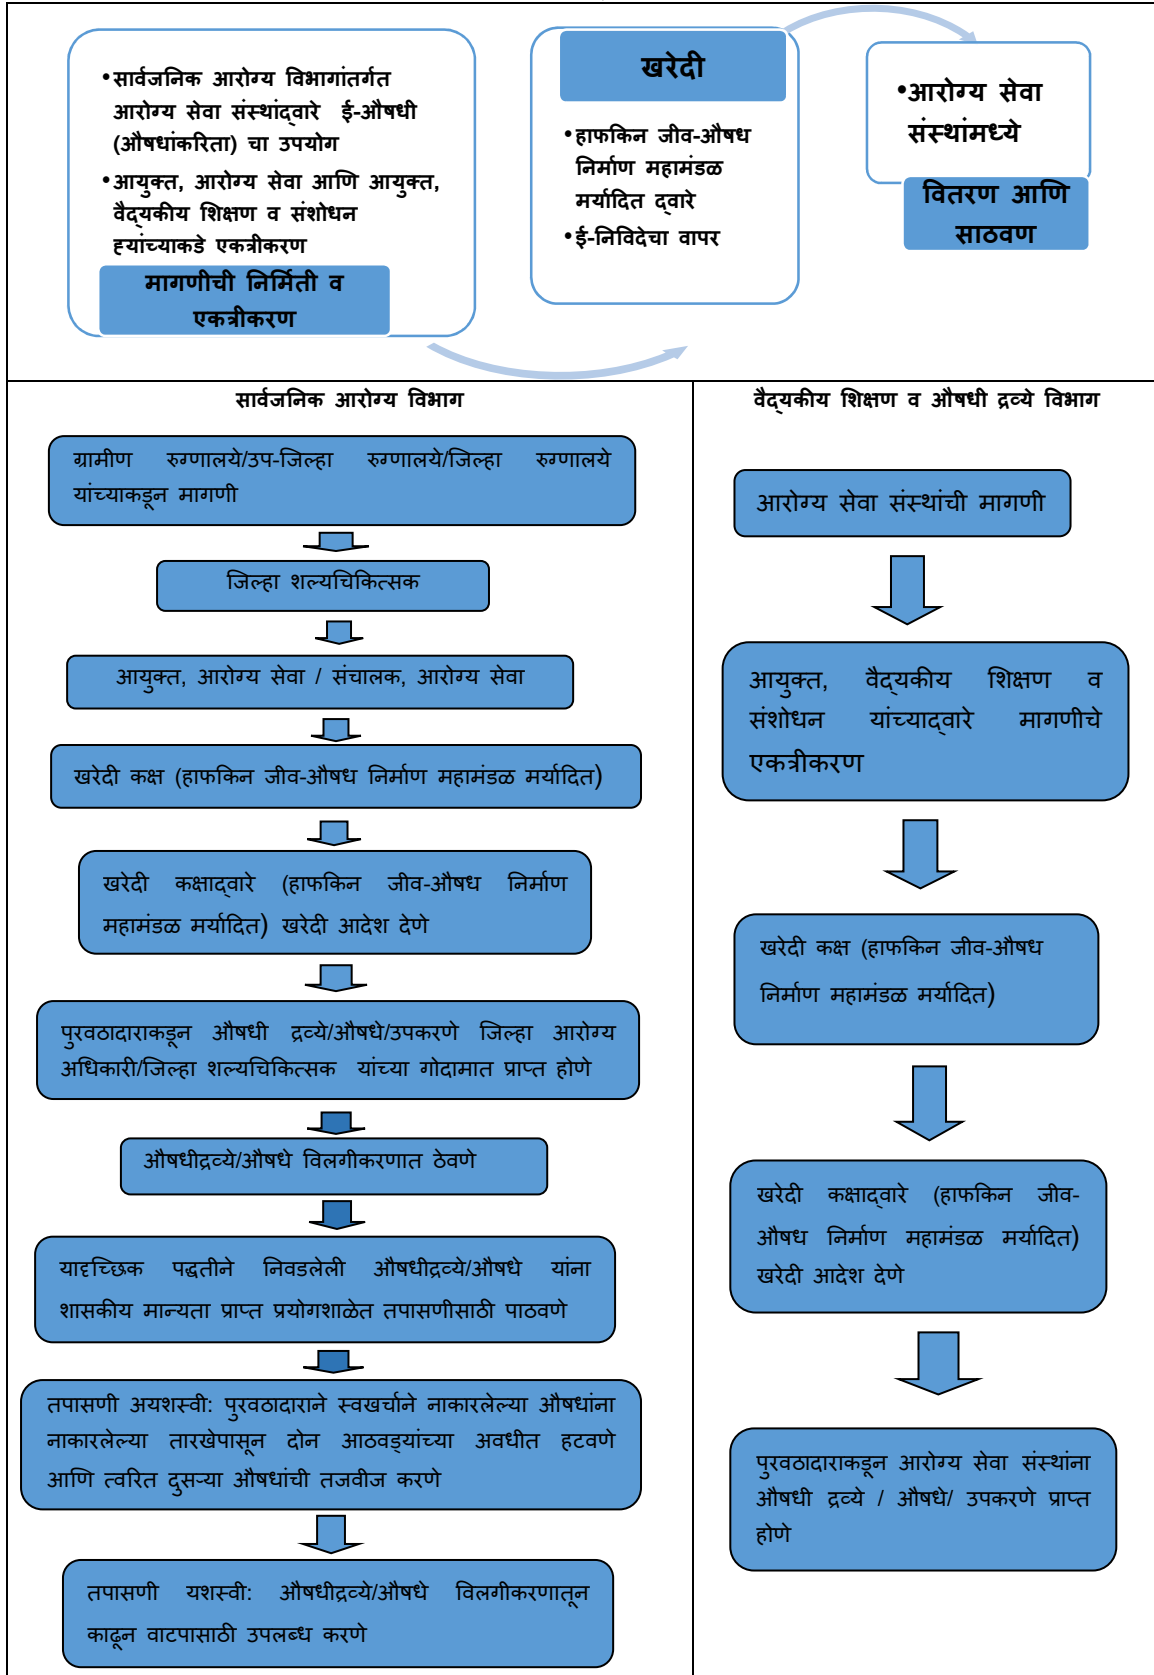 •सार्वजनिक आरोग्य विभागांतर्गत
आरोग्य सेवा संस्थांद्वारे ई-औषधी
(औषधांकरिता) चा उपयोग
•आयुक्त, आरोग्य सेवा आणि आयुक्त,
वैद्यकीय शिक्षण व संशोधन
ह्यांच्याकडे एकत्रीकरण
मागणीची निर्मिती व
एकत्रीकरण
खरेदी
•हाफकिन जीव-औषध
निर्माण महामंडळ
मर्यादित द्वारे
•ई-निविदेचा वापर
•आरोग्य सेवा
संस्थांमध्ये
वितरण आणि
साठवण
सार्वजनिक आरोग्य विभाग
ग्रामीण रुग्णालये/उप-जिल्हा रुग्णालये/जिल्हा रुग्णालये
यांच्याकडून मागणी
जिल्हा शल्यचिकित्सक
आयुक्त, आरोग्य सेवा / संचालक, आरोग्य सेवा
खरेदी कक्ष (हाफकिन जीव-औषध निर्माण महामंडळ मर्यादित)
खरेदी कक्षाद्वारे (हाफकिन जीव-औषध निर्माण
महामंडळ मर्यादित) खरेदी आदेश देणे
पुरवठादाराकडून औषधी द्रव्ये/औषधे/उपकरणे जिल्हा आरोग्य
अधिकारी/जिल्हा शल्यचिकित्सक यांच्या गोदामात प्राप्त होणे
औषधीद्रव्ये/औषधे विलगीकरणात ठेवणे
यादृच्छिक पद्धतीने निवडलेली औषधीद्रव्ये/औषधे यांना
शासकीय मान्यता प्राप्त प्रयोगशाळेत तपासणीसाठी पाठवणे
तपासणी अयशस्वी: पुरवठादाराने स्वखर्चाने नाकारलेल्या औषधांना
नाकारलेल्या तारखेपासून दोन आठवड्यांच्या अवधीत हटवणे
आणि त्वरित दुसऱ्या औषधांची तजवीज करणे
तपासणी यशस्वी: औषधीद्रव्ये/औषधे विलगीकरणातून
काढून वाटपासाठी उपलब्ध करणे
वैद्यकीय शिक्षण व औषधी द्रव्ये विभाग
आरोग्य सेवा संस्थांची मागणी
आयुक्त, वैद्यकीय शिक्षण व
संशोधन यांच्याद्वारे मागणीचे
एकत्रीकरण
खरेदी कक्ष (हाफकिन जीव-औषध
निर्माण महामंडळ मर्यादित)
खरेदी कक्षाद्वारे (हाफकिन जीव-
औषध निर्माण महामंडळ मर्यादित)
खरेदी आदेश देणे
पुरवठादाराकडून आरोग्य सेवा संस्थांना
औषधी द्रव्ये / औषधे/ उपकरणे प्राप्त
होणे